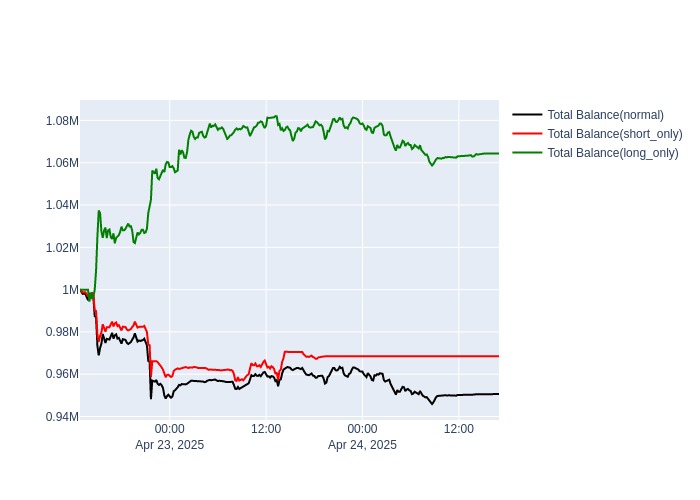 Total Balance(normal)
Total Balance(short_only)
Total Balance(long_only)
1.08M
1.06M
1.04M
1.02M
1M
0.98M
0.96M
0.94M
00:00 12:00 00:00 12:00
Apr 23, 2025 Apr 24, 2025